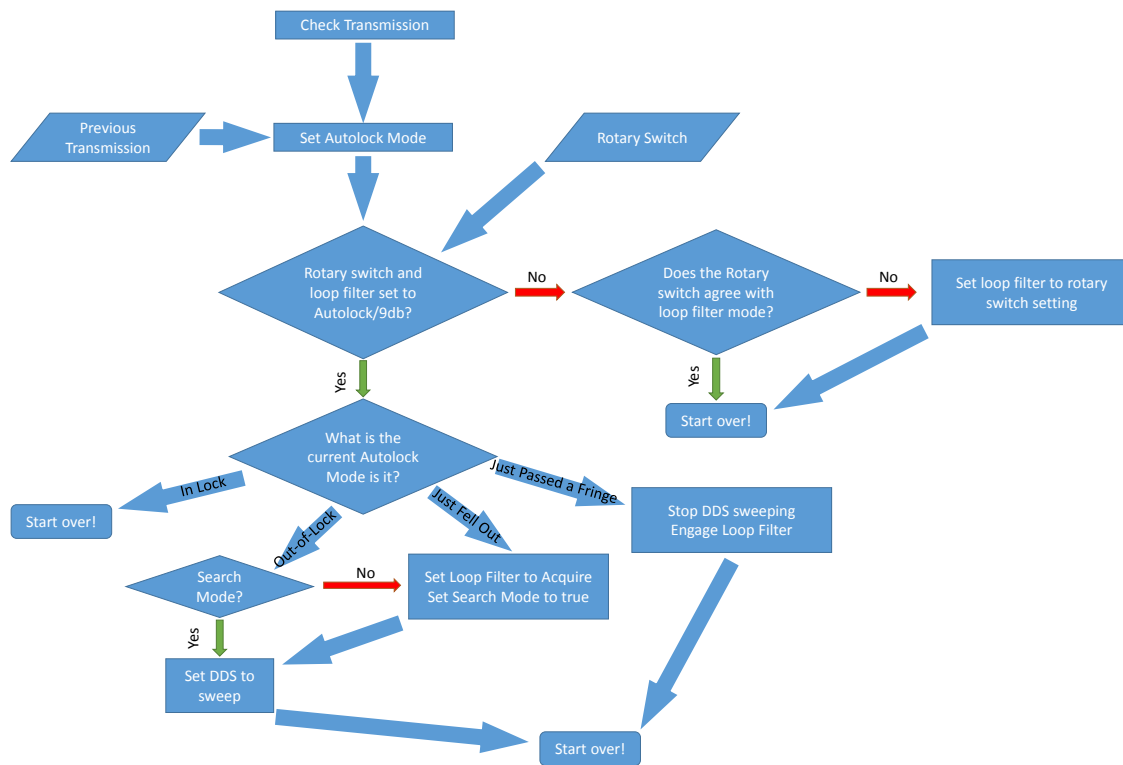 Check Transmission
Previous
Transmission
Set Autolock Mode
Rotary Switch
Rotary switch and
loop filter set to
Autolock/9db?
No
Does the Rotary
switch agree with
loop filter mode?
No
Set loop filter to rotary
switch setting
Yes
Yes
Start over!
What is the
current Autolock
Mode is it?
In Lock
Out-of-Lock
Just Fell Out
Just Passed a Fringe
Start over!
Stop DDS sweeping
Engage Loop Filter
Search
Mode?
No
Set Loop Filter to Acquire
Set Search Mode to true
Yes
Set DDS to
sweep
Start over!